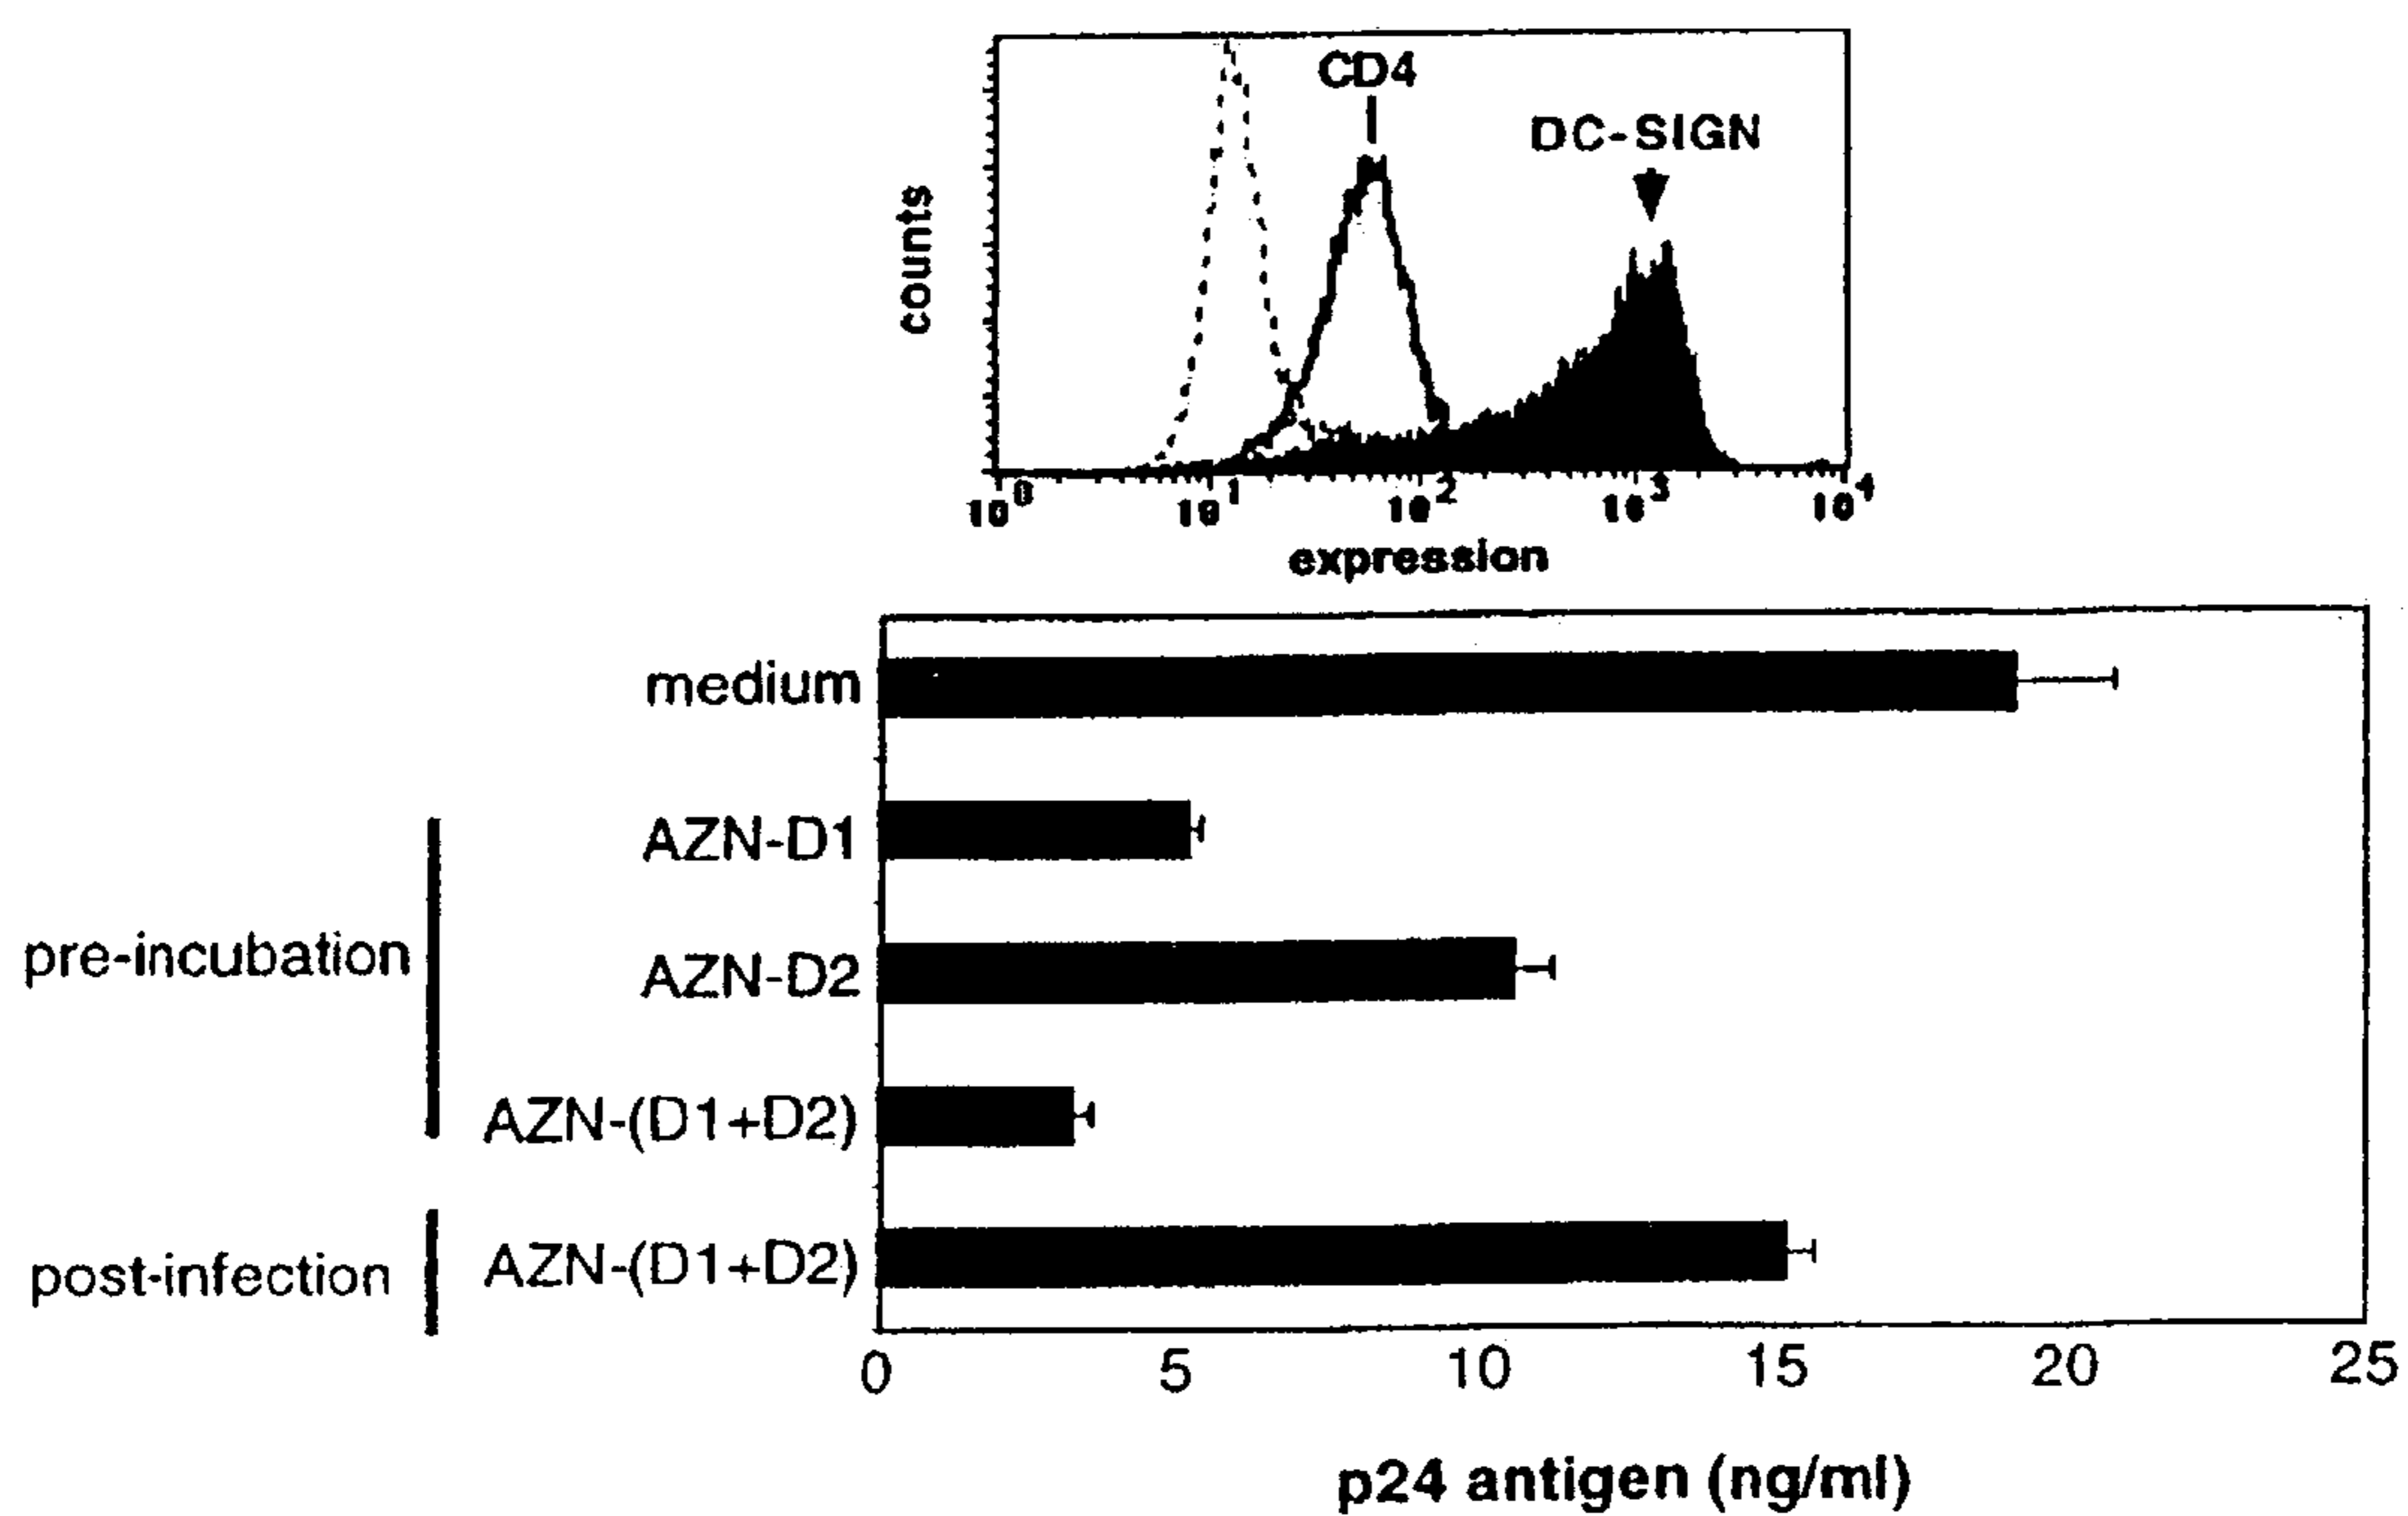 CD4
DC-SIGN
counts
10^0 10^1 10^2 10^3 10^4
expression
medium
AZN-D1
pre-incubation
AZN-D2
AZN-(D1+D2)
post-infection AZN-(D1+D2)
0 5 10 15 20 25
p24 antigen (ng/ml)